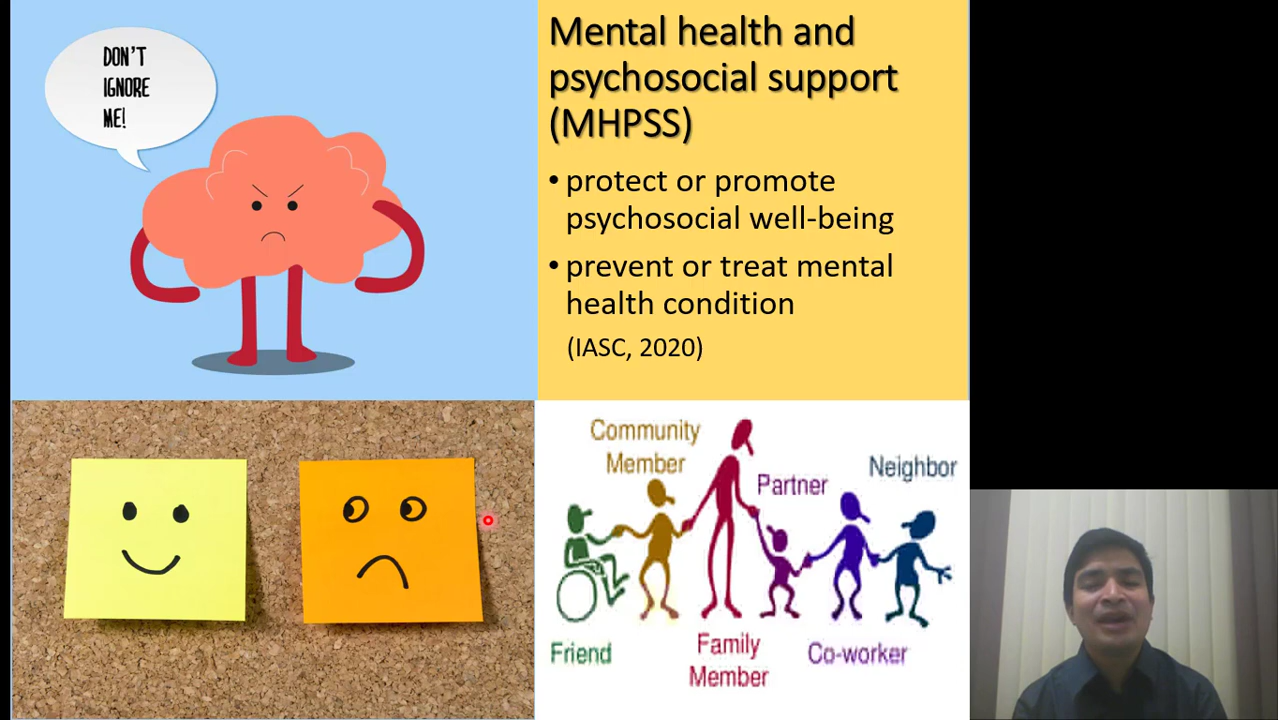 DON'T
IGNORE
ME!
Mental health and
psychosocial support
(MHPSS)
• protect or promote
psychosocial well-being
• prevent or treat mental
health condition
(IASC, 2020)
Community
Member
Partner
Neighbor
Friend
Family
Member
Co-worker